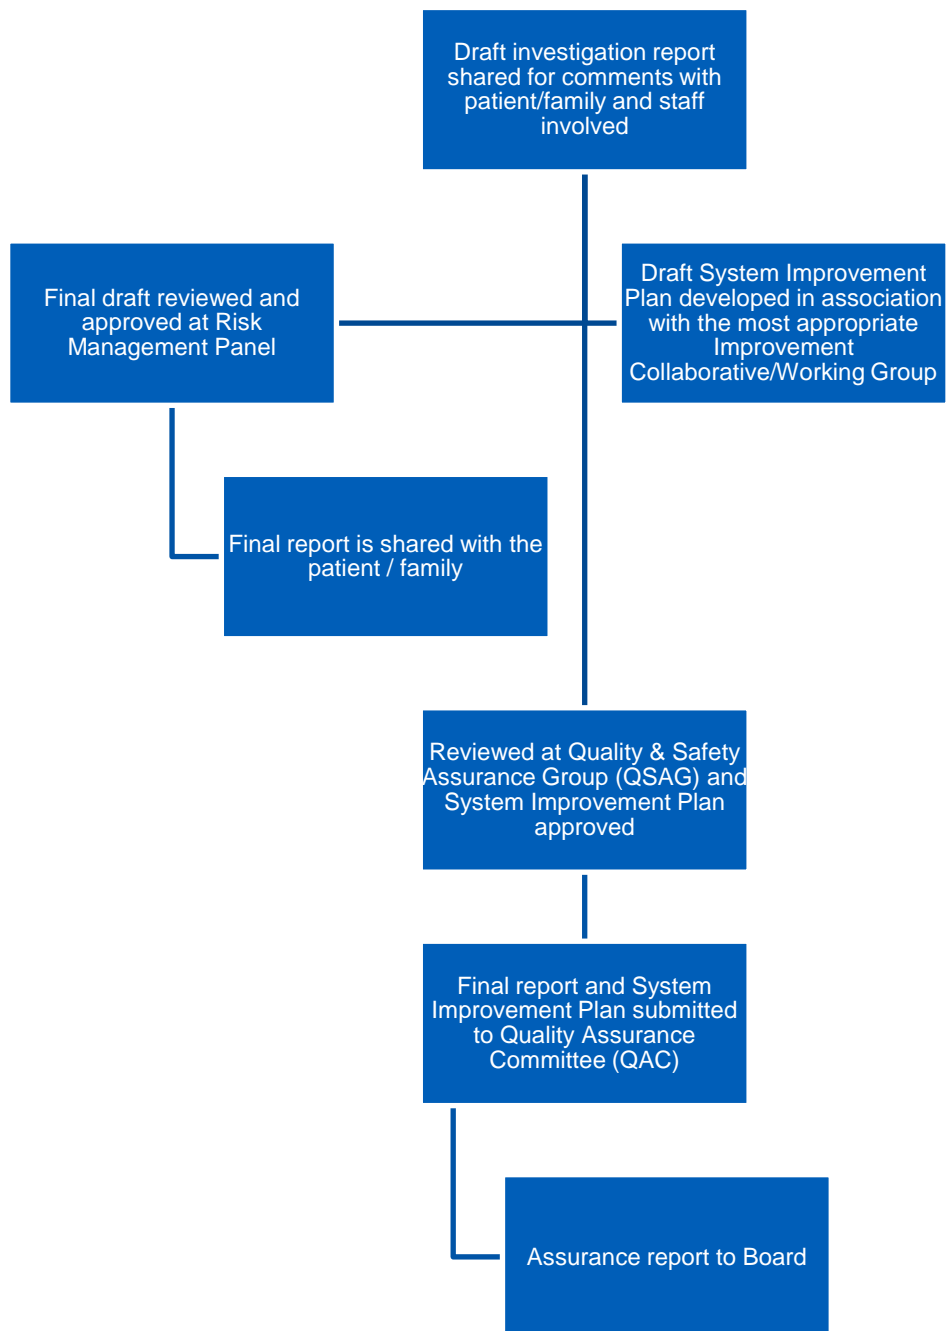 Draft investigation report
shared for comments with
patient/family and staff
involved
Final draft reviewed and
approved at Risk
Management Panel
Draft System Improvement
Plan developed in association
with the most appropriate
Improvement
Collaborative/Working Group
Final report is shared with the
patient / family
Reviewed at Quality & Safety
Assurance Group (QSAG) and
System Improvement Plan
approved
Final report and System
Improvement Plan submitted
to Quality Assurance
Committee (QAC)
Assurance report to Board